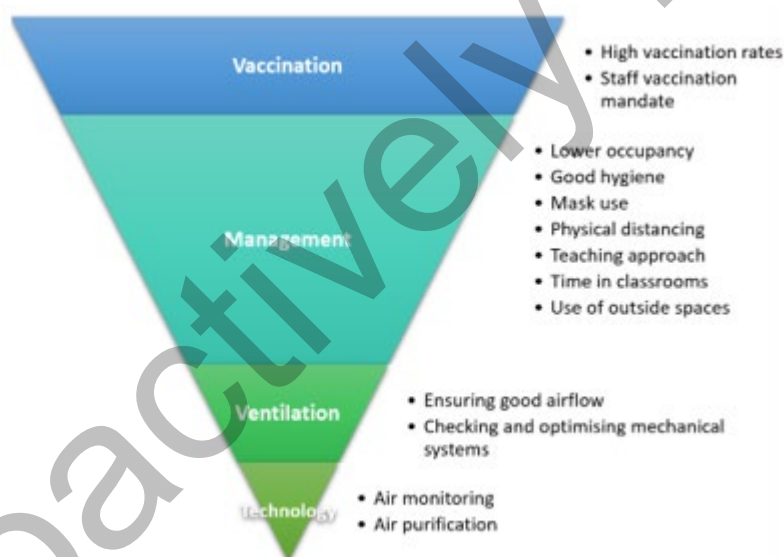 Vaccination
• High vaccination rates
• Staff vaccination
mandate
Management
• Lower occupancy
• Good hygiene
• Mask use
• Physical distancing
• Teaching approach
• Time in classrooms
• Use of outside spaces
Ventilation
• Ensuring good airflow
• Checking and optimising mechanical
systems
Technology
• Air monitoring
• Air purification
actively